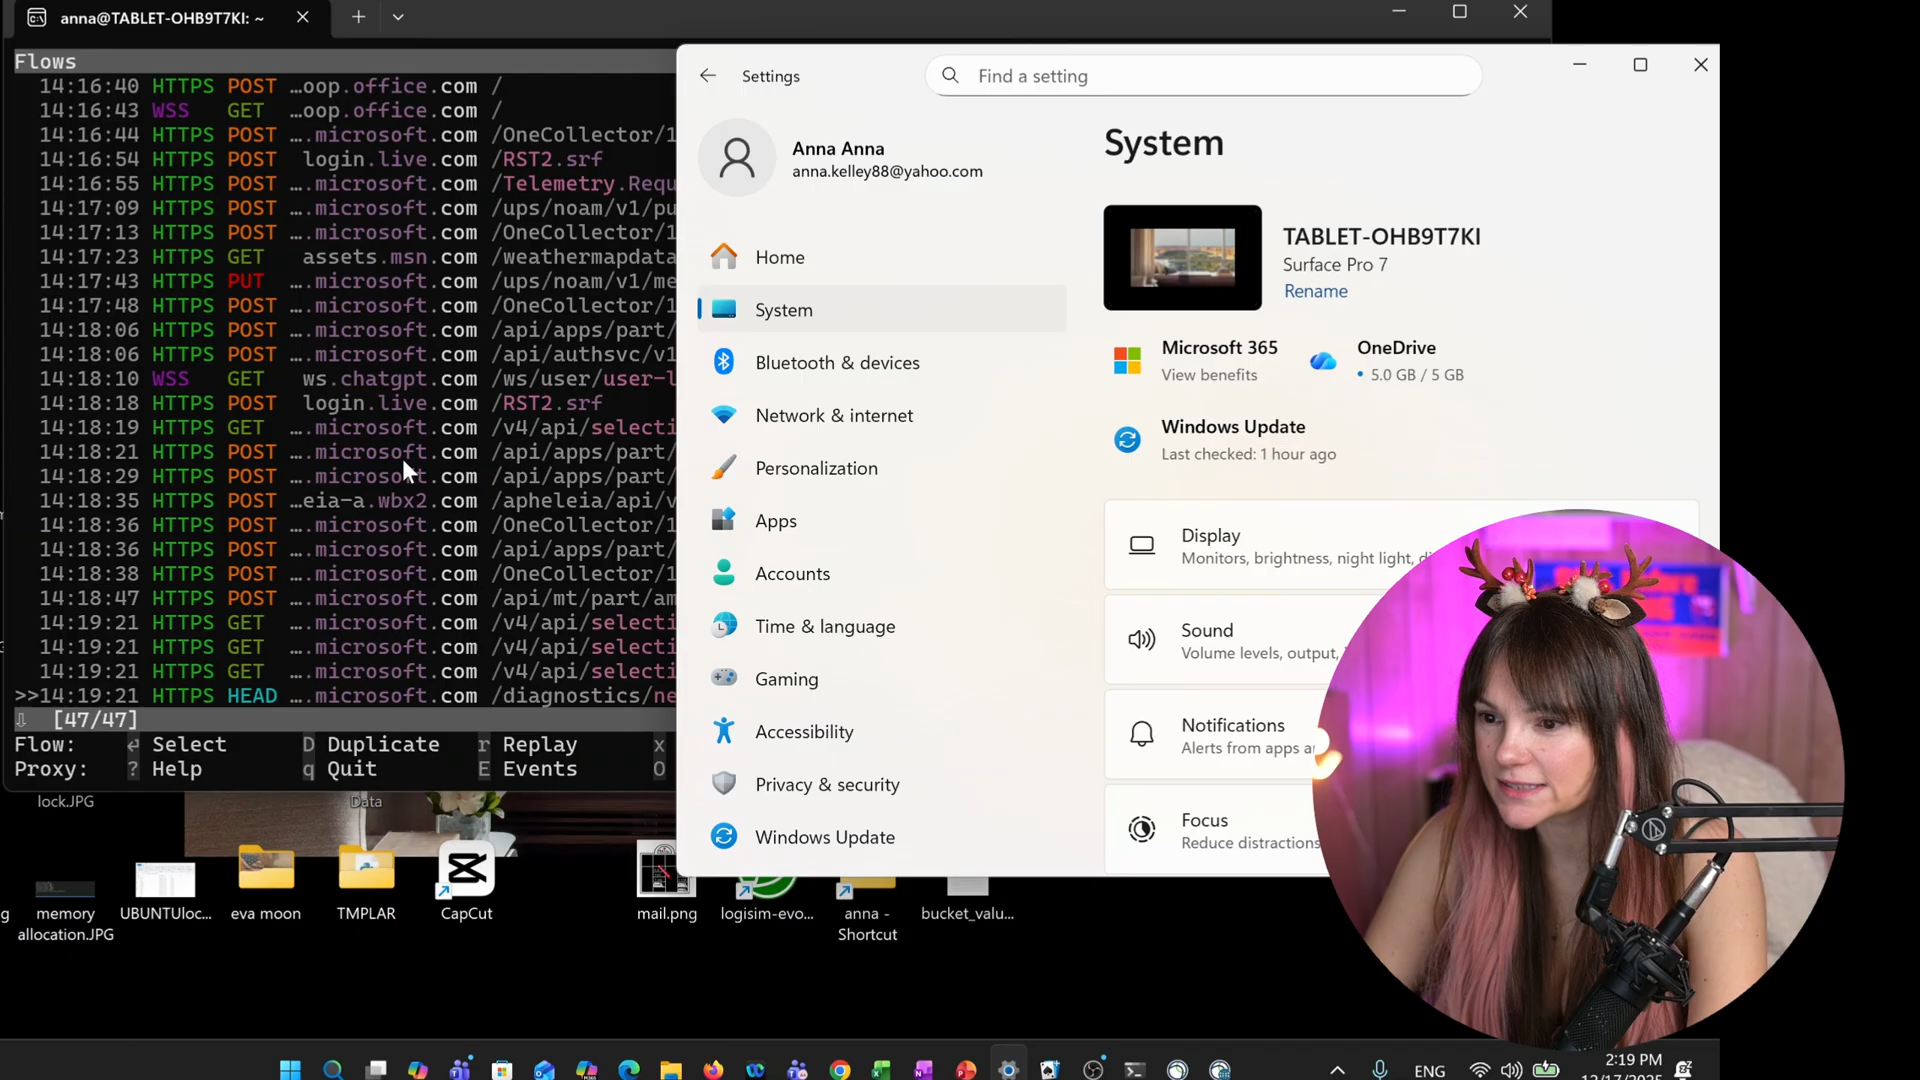 anna@TABLET-OHB9T7KI: ~
Flows
14:16:40 HTTPS POST …oop.office.com /
14:16:43 WSS GET …oop.office.com /
14:16:44 HTTPS POST ….microsoft.com /OneCollector/1
14:16:54 HTTPS POST login.live.com /RST2.srf
14:16:55 HTTPS POST ….microsoft.com /Telemetry.Requ
14:17:09 HTTPS POST ….microsoft.com /ups/noam/v1/pu
14:17:13 HTTPS POST ….microsoft.com /OneCollector/1
14:17:23 HTTPS GET assets.msn.com /weathermapdata
14:17:43 HTTPS PUT ….microsoft.com /ups/noam/v1/me
14:17:48 HTTPS POST ….microsoft.com /OneCollector/1
14:18:06 HTTPS POST ….microsoft.com /api/apps/part/
14:18:06 HTTPS POST ….microsoft.com /api/authsvc/v1
14:18:10 WSS GET ws.chatgpt.com /ws/user/user-l
14:18:18 HTTPS POST login.live.com /RST2.srf
14:18:19 HTTPS GET ….microsoft.com /v4/api/selecti
14:18:21 HTTPS POST ….microsoft.com /api/apps/part/
14:18:29 HTTPS POST ….microsoft.com /api/apps/part/
14:18:35 HTTPS POST …eia-a.wbx2.com /apheleia/api/v
14:18:36 HTTPS POST ….microsoft.com /OneCollector/1
14:18:36 HTTPS POST ….microsoft.com /api/apps/part/
14:18:38 HTTPS POST ….microsoft.com /OneCollector/1
14:18:47 HTTPS POST ….microsoft.com /api/mt/part/am
14:19:21 HTTPS GET ….microsoft.com /v4/api/selecti
14:19:21 HTTPS GET ….microsoft.com /v4/api/selecti
14:19:21 HTTPS GET ….microsoft.com /v4/api/selecti
>>14:19:21 HTTPS HEAD ….microsoft.com /diagnostics/ne
⇩ [47/47]
Flow: ⏎ Select D Duplicate r Replay x
Proxy: ? Help q Quit E Events O
Settings
Find a setting
Anna Anna
anna.kelley88@yahoo.com
Home
System
Bluetooth & devices
Network & internet
Personalization
Apps
Accounts
Time & language
Gaming
Accessibility
Privacy & security
Windows Update
System
TABLET-OHB9T7KI
Surface Pro 7
Rename
Microsoft 365
View benefits
OneDrive
• 5.0 GB / 5 GB
Windows Update
Last checked: 1 hour ago
Display
Monitors, brightness, night light,
Sound
Volume levels, output,
Notifications
Alerts from apps
Focus
Reduce distractions
lock.JPG
Data
memory
allocation.JPG
UBUNTUloc...
eva moon
TMPLAR
CapCut
mail.png
logisim-evo...
anna -
Shortcut
bucket_valu...
ENG
2:19 PM